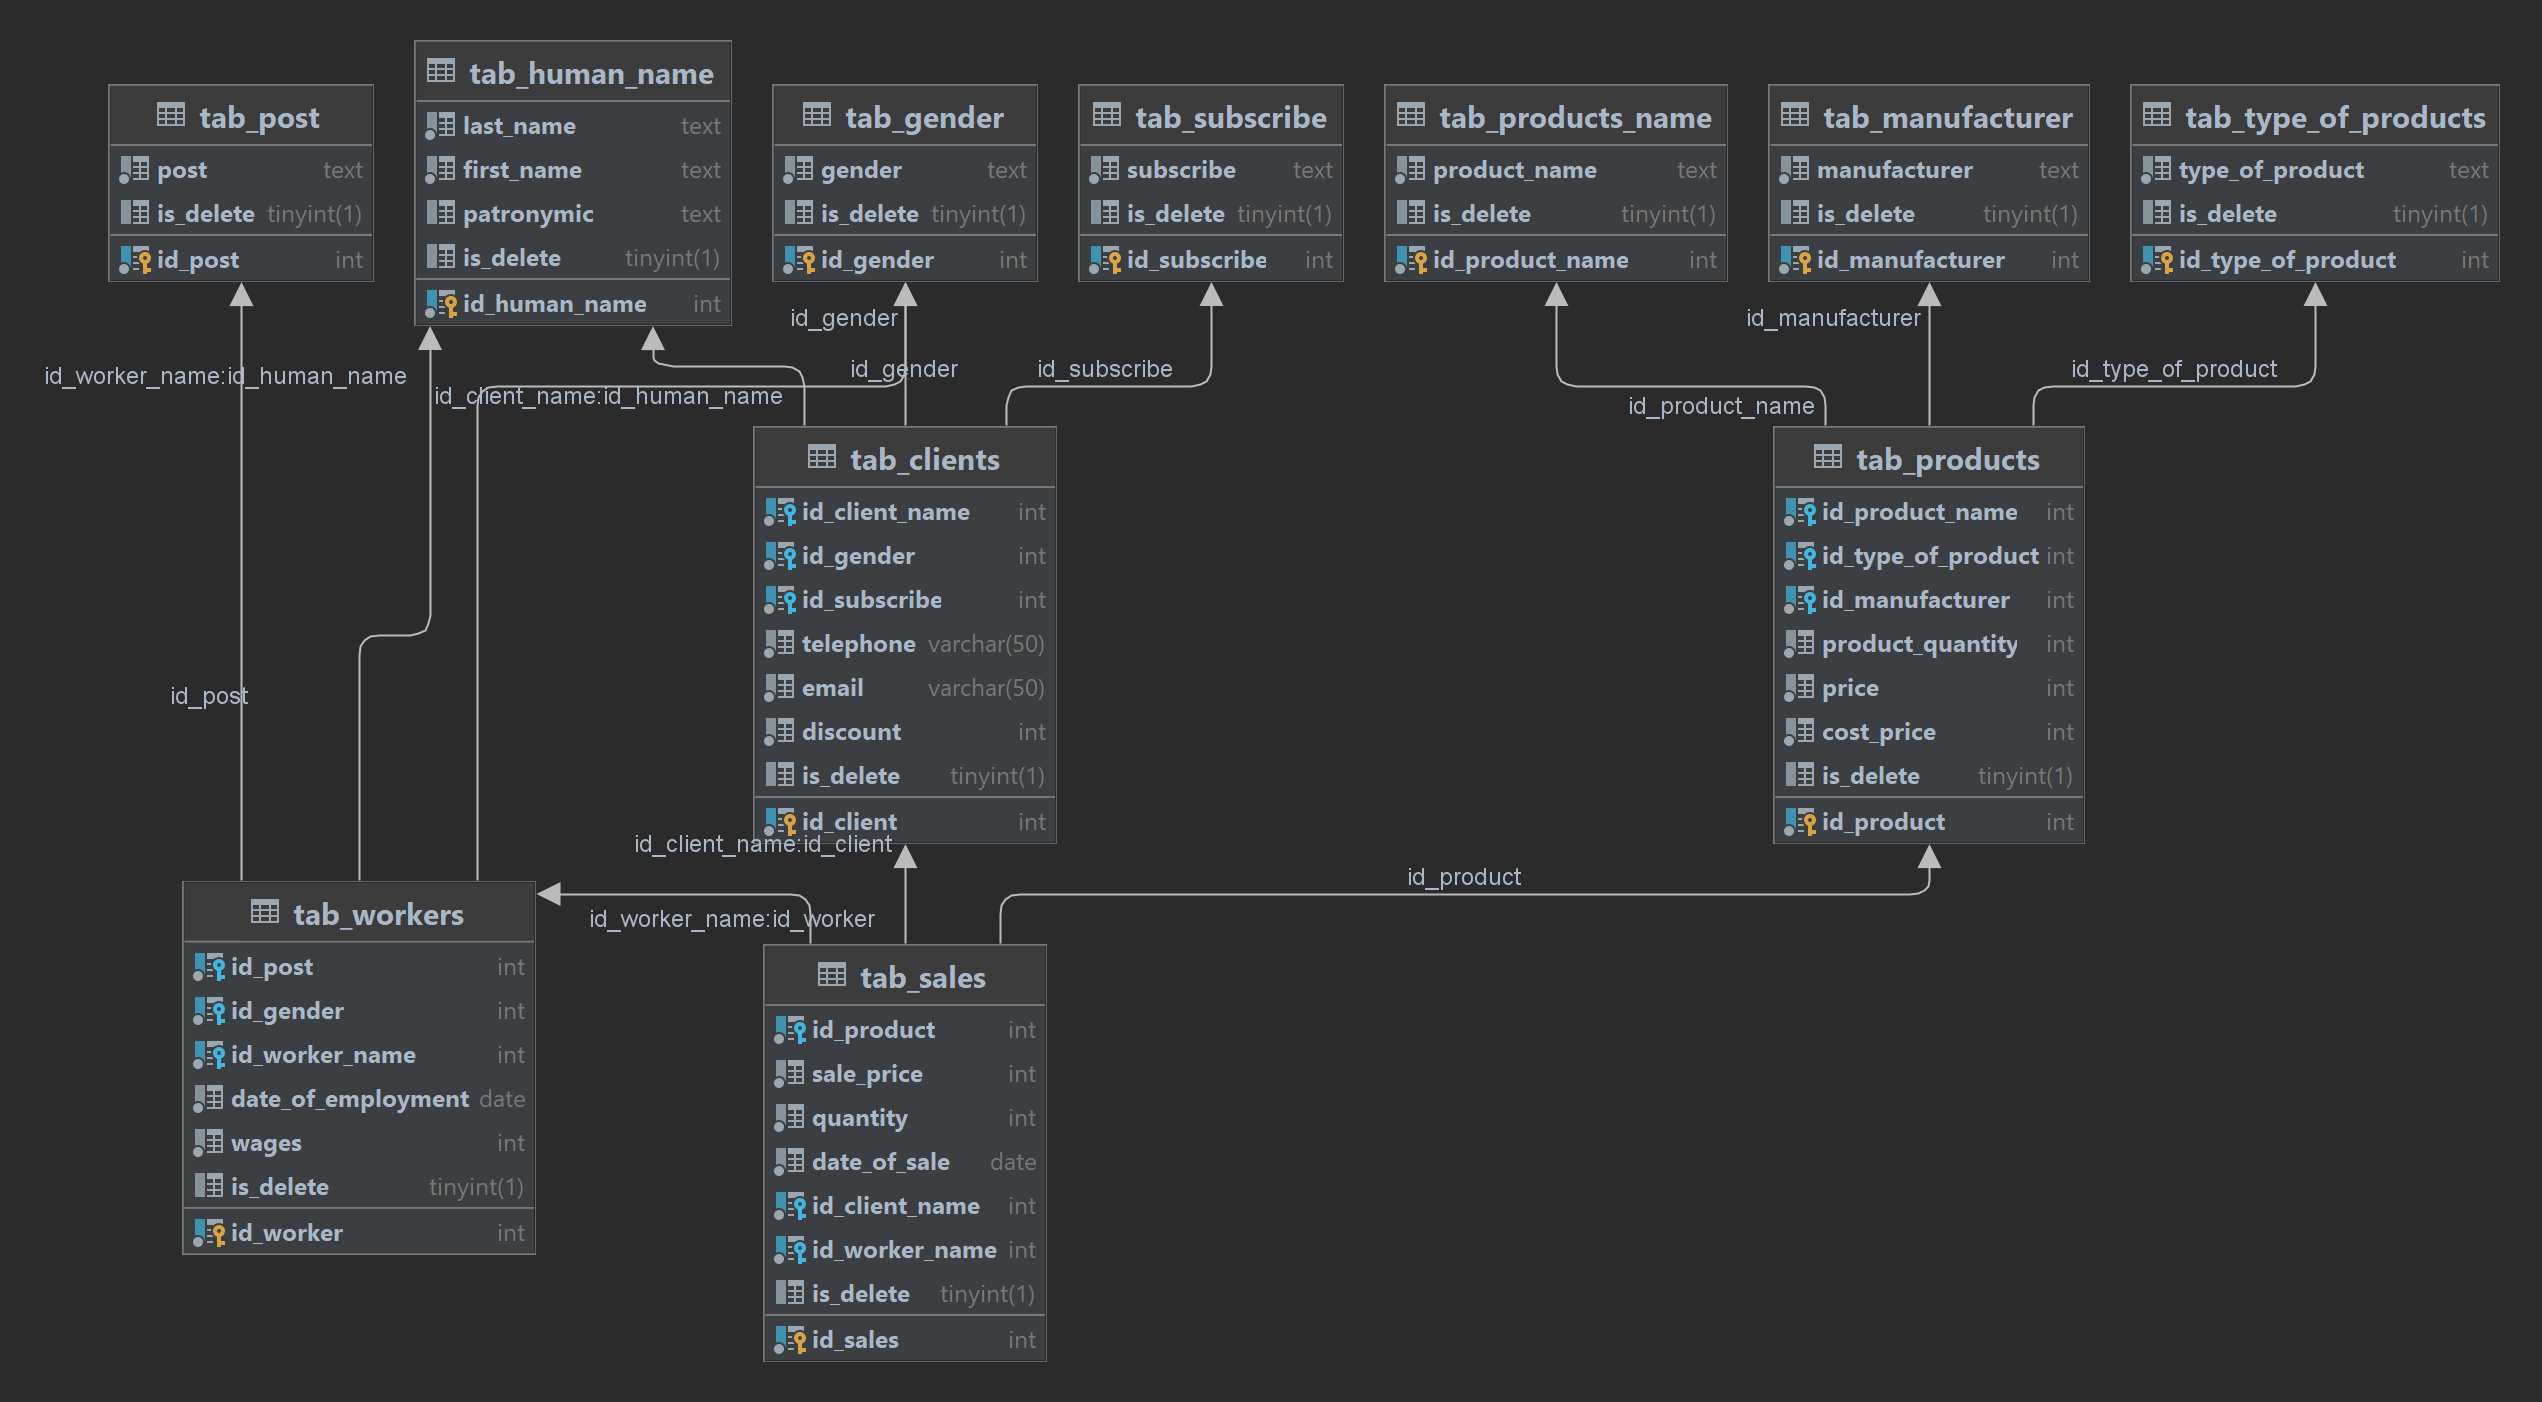 tab_post
post text
is_delete tinyint(1)
id_post int
tab_human_name
last_name text
first_name text
patronymic text
is_delete tinyint(1)
id_human_name int
tab_gender
gender text
is_delete tinyint(1)
id_gender int
tab_subscribe
subscribe text
is_delete tinyint(1)
id_subscribe int
tab_products_name
product_name text
is_delete tinyint(1)
id_product_name int
tab_manufacturer
manufacturer text
is_delete tinyint(1)
id_manufacturer int
tab_type_of_products
type_of_product text
is_delete tinyint(1)
id_type_of_product int
id_gender
id_manufacturer
id_worker_name:id_human_name
id_client_name:id_human_name
id_gender
id_subscribe
id_product_name
id_type_of_product
id_post
tab_clients
id_client_name int
id_gender int
id_subscribe int
telephone varchar(50)
email varchar(50)
discount int
is_delete tinyint(1)
id_client int
tab_products
id_product_name int
id_type_of_product int
id_manufacturer int
product_quantity int
price int
cost_price int
is_delete tinyint(1)
id_product int
id_client_name:id_client
id_product
id_worker_name:id_worker
tab_workers
id_post int
id_gender int
id_worker_name int
date_of_employment date
wages int
is_delete tinyint(1)
id_worker int
tab_sales
id_product int
sale_price int
quantity int
date_of_sale date
id_client_name int
id_worker_name int
is_delete tinyint(1)
id_sales int